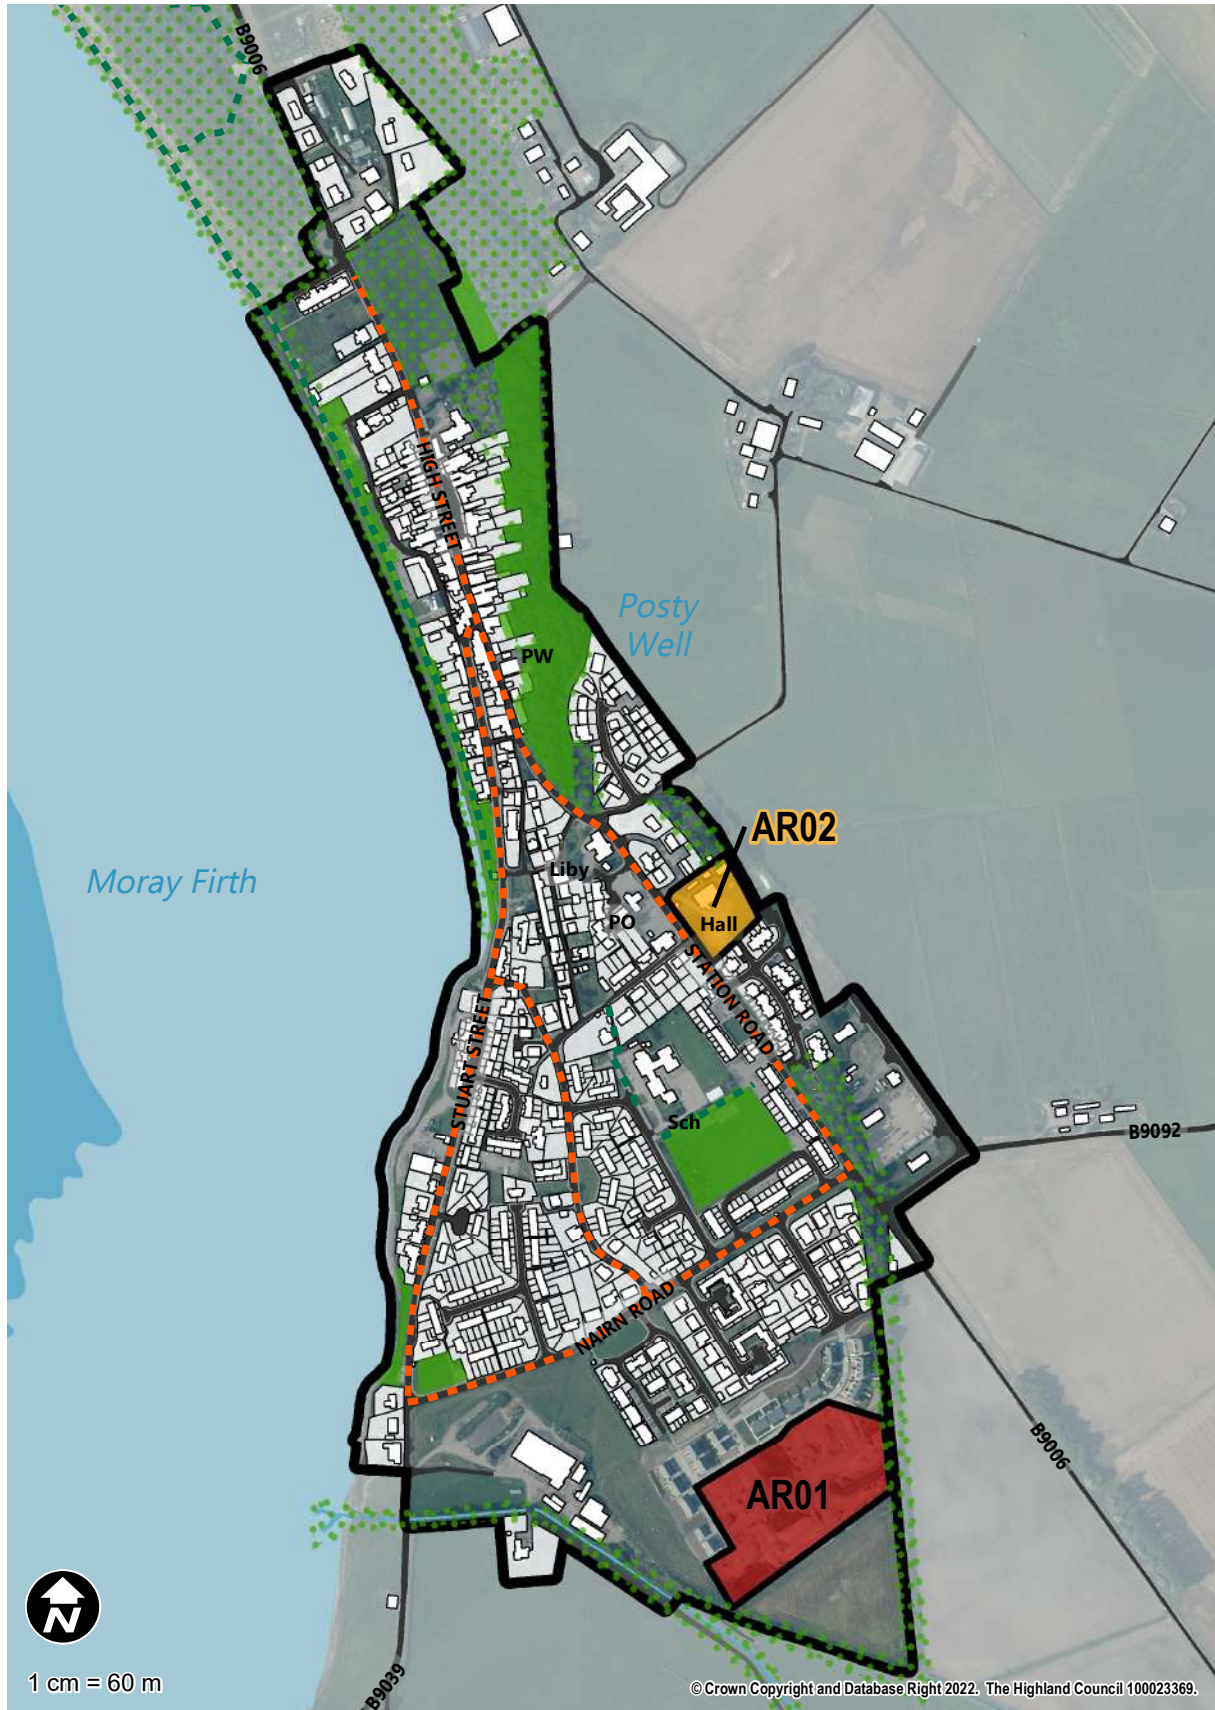 B9006
HIGH STREET
Posty
Well
PW
AR02
Moray Firth
Liby
PO
Hall
STATION ROAD
STUART STREET
Sch
B9092
NAIRN ROAD
B9006
AR01
N
1 cm = 60 m
B9039
© Crown Copyright and Database Right 2022. The Highland Council 100023369.